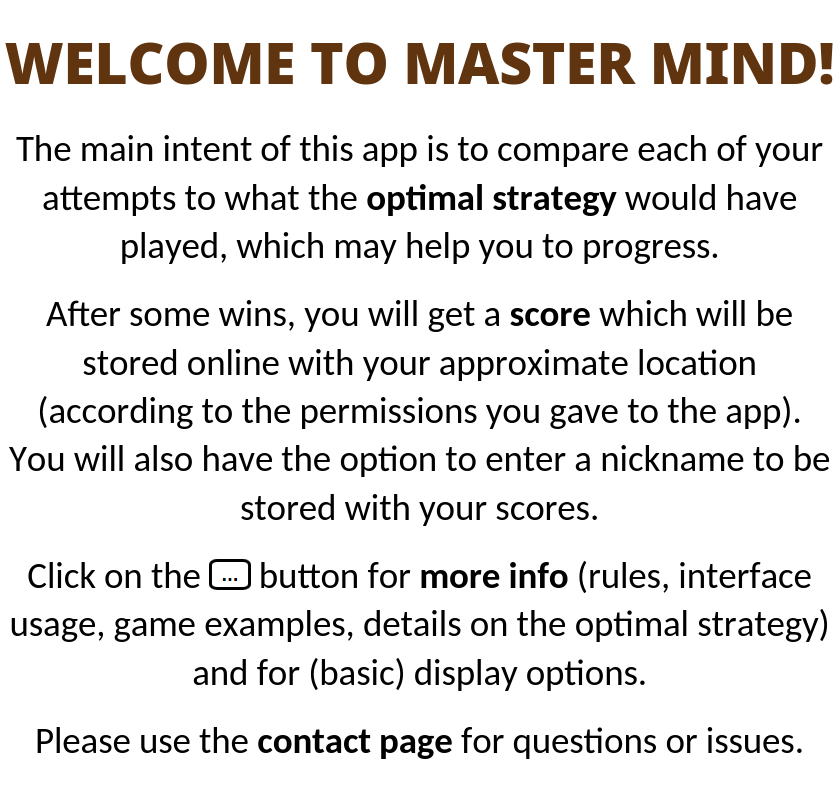 WELCOME TO MASTER MIND!
The main intent of this app is to compare each of your
attempts to what the optimal strategy would have
played, which may help you to progress.
After some wins, you will get a score which will be
stored online with your approximate location
(according to the permissions you gave to the app).
You will also have the option to enter a nickname to be
stored with your scores.
Click on the ... button for more info (rules, interface
usage, game examples, details on the optimal strategy)
and for (basic) display options.
Please use the contact page for questions or issues.